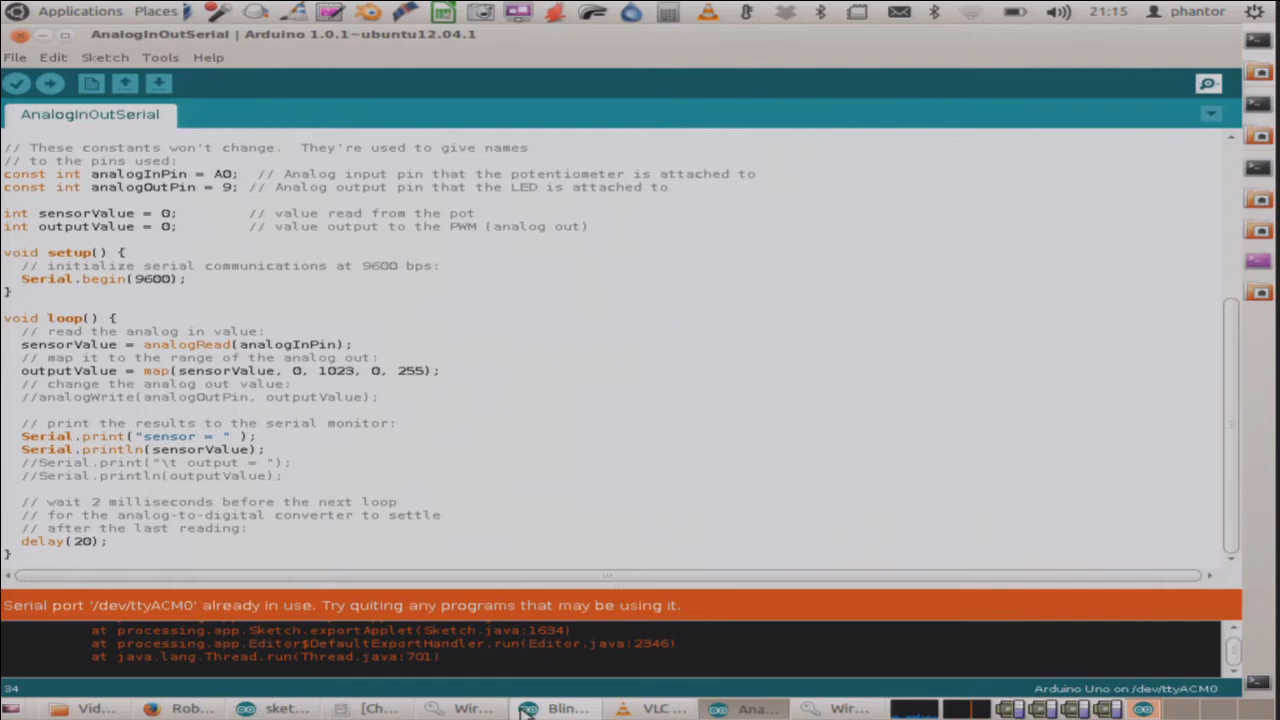 Applications Places 21:15 phantor
AnalogInOutSerial | Arduino 1.0.1~ubuntu12.04.1
File Edit Sketch Tools Help
AnalogInOutSerial
// These constants won't change.  They're used to give names
// to the pins used:
const int analogInPin = A0;  // Analog input pin that the potentiometer is attached to
const int analogOutPin = 9; // Analog output pin that the LED is attached to
int sensorValue = 0;        // value read from the pot
int outputValue = 0;        // value output to the PWM (analog out)
void setup() {
// initialize serial communications at 9600 bps:
Serial.begin(9600);
}
void loop() {
// read the analog in value:
sensorValue = analogRead(analogInPin);
// map it to the range of the analog out:
outputValue = map(sensorValue, 0, 1023, 0, 255);
// change the analog out value:
//analogWrite(analogOutPin, outputValue);
// print the results to the serial monitor:
Serial.print("sensor = " );
Serial.println(sensorValue);
//Serial.print("\t output = ");
//Serial.println(outputValue);
// wait 2 milliseconds before the next loop
// for the analog-to-digital converter to settle
// after the last reading:
delay(20);
}
Serial port '/dev/ttyACM0' already in use. Try quiting any programs that may be using it.
at processing.app.Sketch.exportApplet(Sketch.java:1634)
at processing.app.Editor$DefaultExportHandler.run(Editor.java:2346)
at java.lang.Thread.run(Thread.java:701)
34 Arduino Uno on /dev/ttyACM0
Vid... Rob... sket... [Ch... Wir... Blin... VLC ... Ana... Wir...